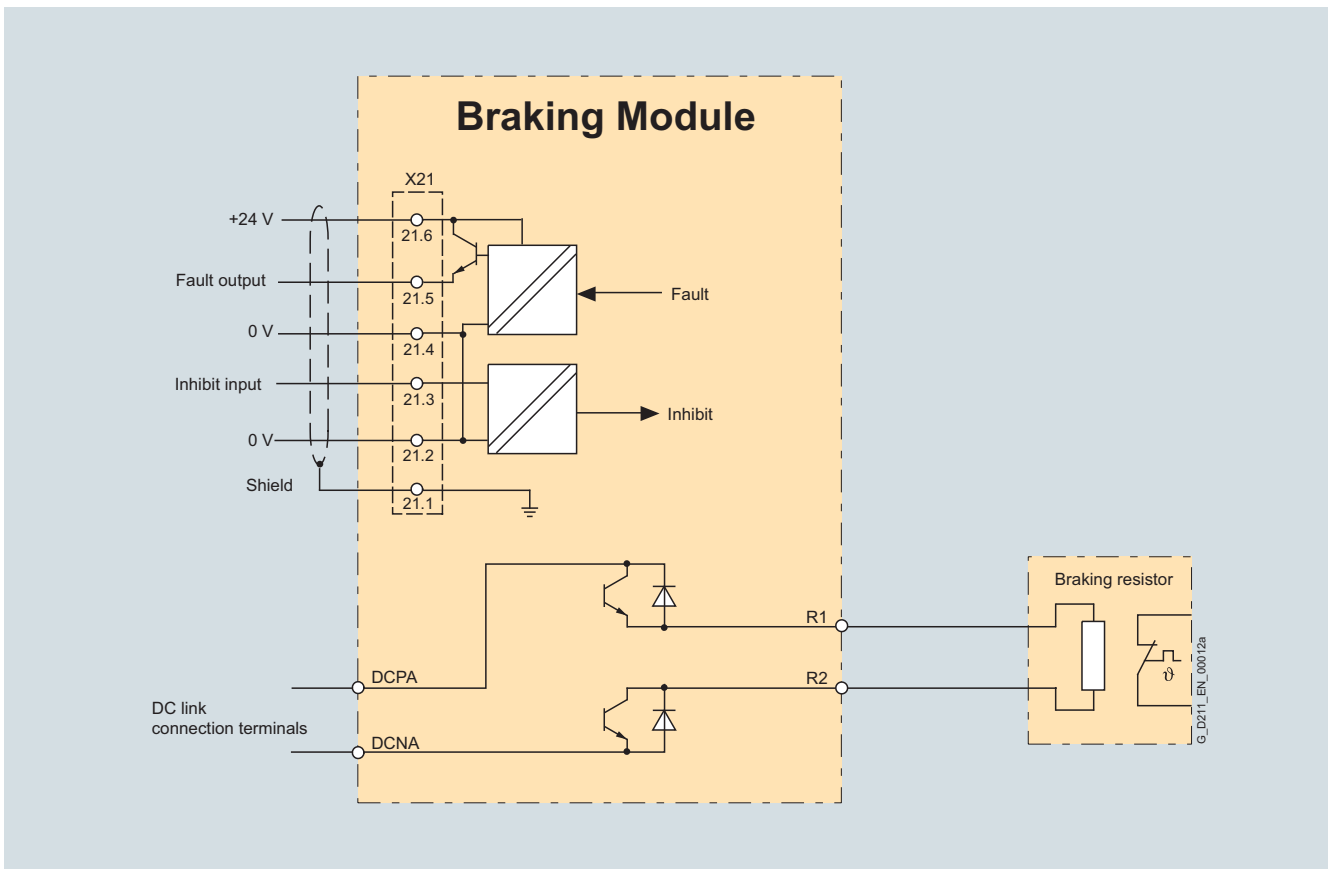 Braking Module
X21
+24 V
21.6
Fault output
21.5
Fault
0 V
21.4
Inhibit input
21.3
Inhibit
0 V
21.2
Shield
21.1
Braking resistor
R1
DCPA
R2
ϑ
DC link
connection terminals
DCNA
G_D211_EN_00012a